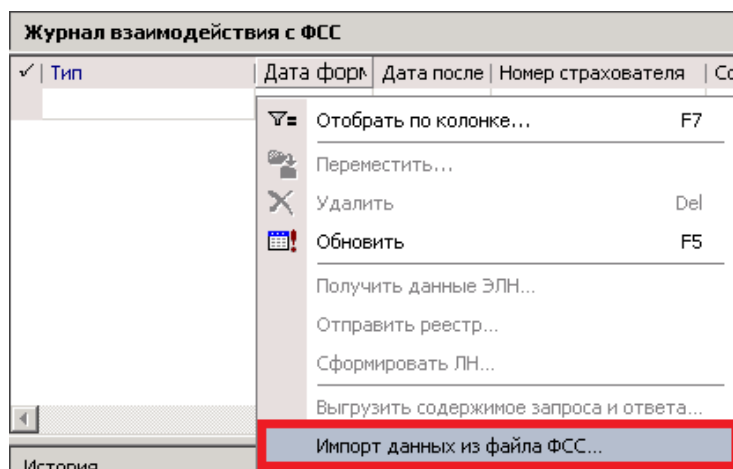 Журнал взаимодействия с ФСС
✓ Тип Дата форм Дата после Номер страхователя Со
Отобрать по колонке... F7
Переместить...
Удалить Del
Обновить F5
Получить данные ЭЛН...
Отправить реестр...
Сформировать ЛН...
Выгрузить содержимое запроса и ответа...
Импорт данных из файла ФСС...
История